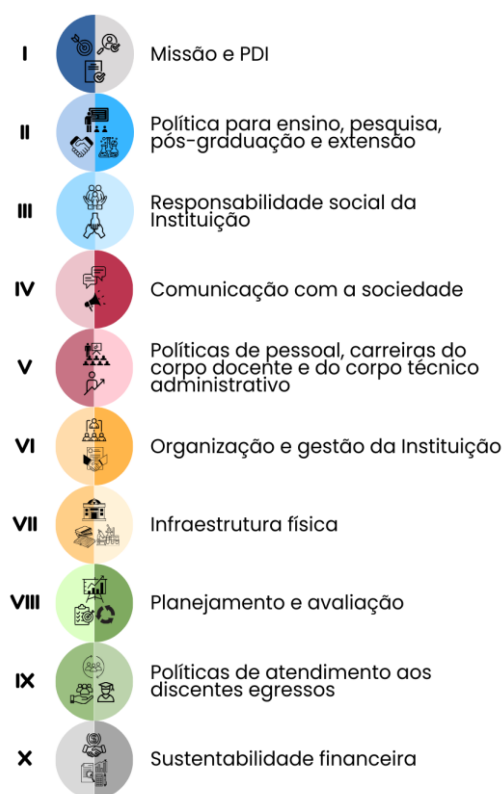 I Missão e PDI
II Política para ensino, pesquisa,
pós-graduação e extensão
III Responsabilidade social da
Instituição
IV Comunicação com a sociedade
V Políticas de pessoal, carreiras do
corpo docente e do corpo técnico
administrativo
VI Organização e gestão da Instituição
VII Infraestrutura física
VIII Planejamento e avaliação
IX Políticas de atendimento aos
discentes egressos
X Sustentabilidade financeira